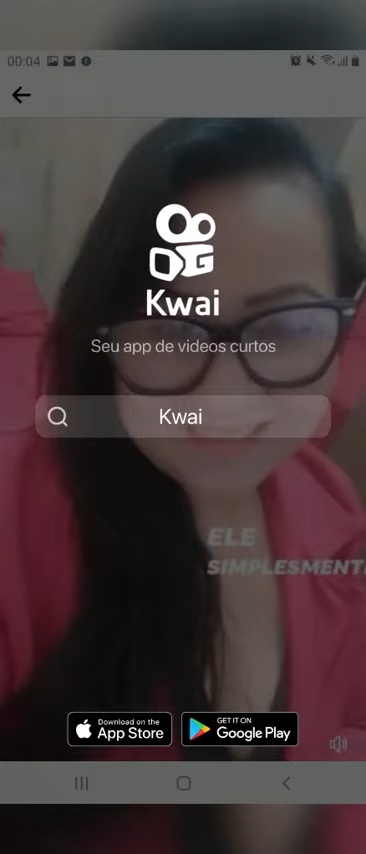 00:04
Kwai
Seu app de videos curtos
Kwai
ELE
SIMPLESMENT
Download on the
App Store
GET IT ON
Google Play